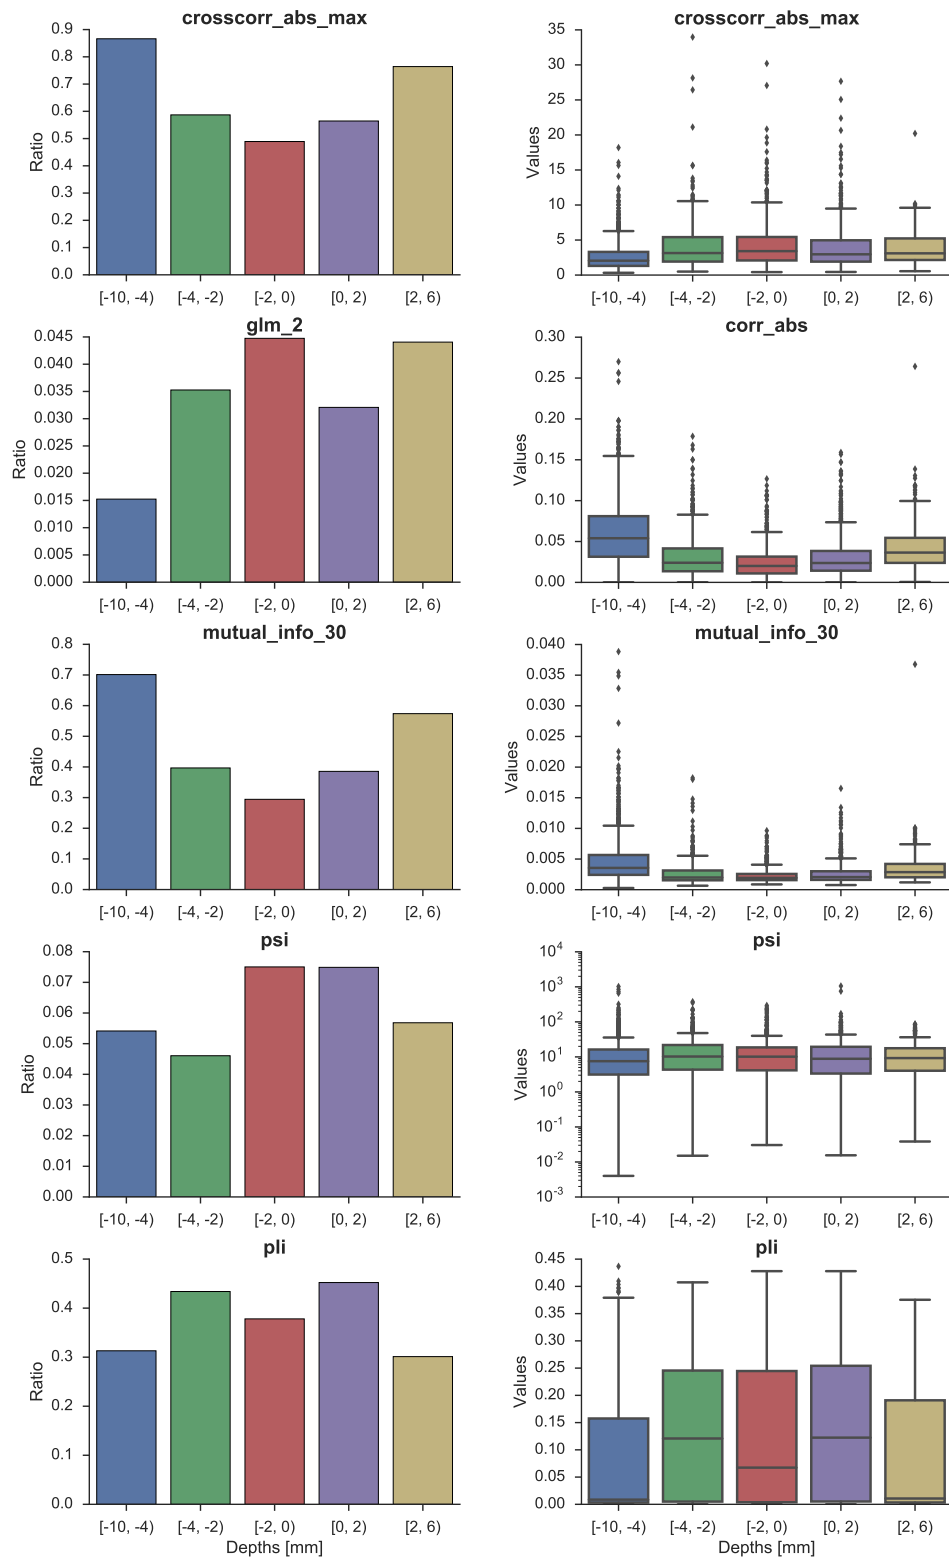 crosscorr_abs_max
0.9
0.8
0.7
0.6
0.5
0.4
0.3
0.2
0.1
0.0
Ratio
[-10, -4) [-4, -2) [-2, 0) [0, 2) [2, 6)
crosscorr_abs_max
35
30
25
20
15
10
5
0
Values
[-10, -4) [-4, -2) [-2, 0) [0, 2) [2, 6)
glm_2
0.045
0.040
0.035
0.030
0.025
0.020
0.015
0.010
0.005
0.000
Ratio
[-10, -4) [-4, -2) [-2, 0) [0, 2) [2, 6)
corr_abs
0.30
0.25
0.20
0.15
0.10
0.05
0.00
Values
[-10, -4) [-4, -2) [-2, 0) [0, 2) [2, 6)
mutual_info_30
0.8
0.7
0.6
0.5
0.4
0.3
0.2
0.1
0.0
Ratio
[-10, -4) [-4, -2) [-2, 0) [0, 2) [2, 6)
mutual_info_30
0.040
0.035
0.030
0.025
0.020
0.015
0.010
0.005
0.000
Values
[-10, -4) [-4, -2) [-2, 0) [0, 2) [2, 6)
psi
0.08
0.07
0.06
0.05
0.04
0.03
0.02
0.01
0.00
Ratio
[-10, -4) [-4, -2) [-2, 0) [0, 2) [2, 6)
psi
10⁴
10³
10²
10¹
10⁰
10⁻¹
10⁻²
10⁻³
Values
[-10, -4) [-4, -2) [-2, 0) [0, 2) [2, 6)
pli
0.5
0.4
0.3
0.2
0.1
0.0
Ratio
[-10, -4) [-4, -2) [-2, 0) [0, 2) [2, 6)
Depths [mm]
pli
0.45
0.40
0.35
0.30
0.25
0.20
0.15
0.10
0.05
0.00
Values
[-10, -4) [-4, -2) [-2, 0) [0, 2) [2, 6)
Depths [mm]